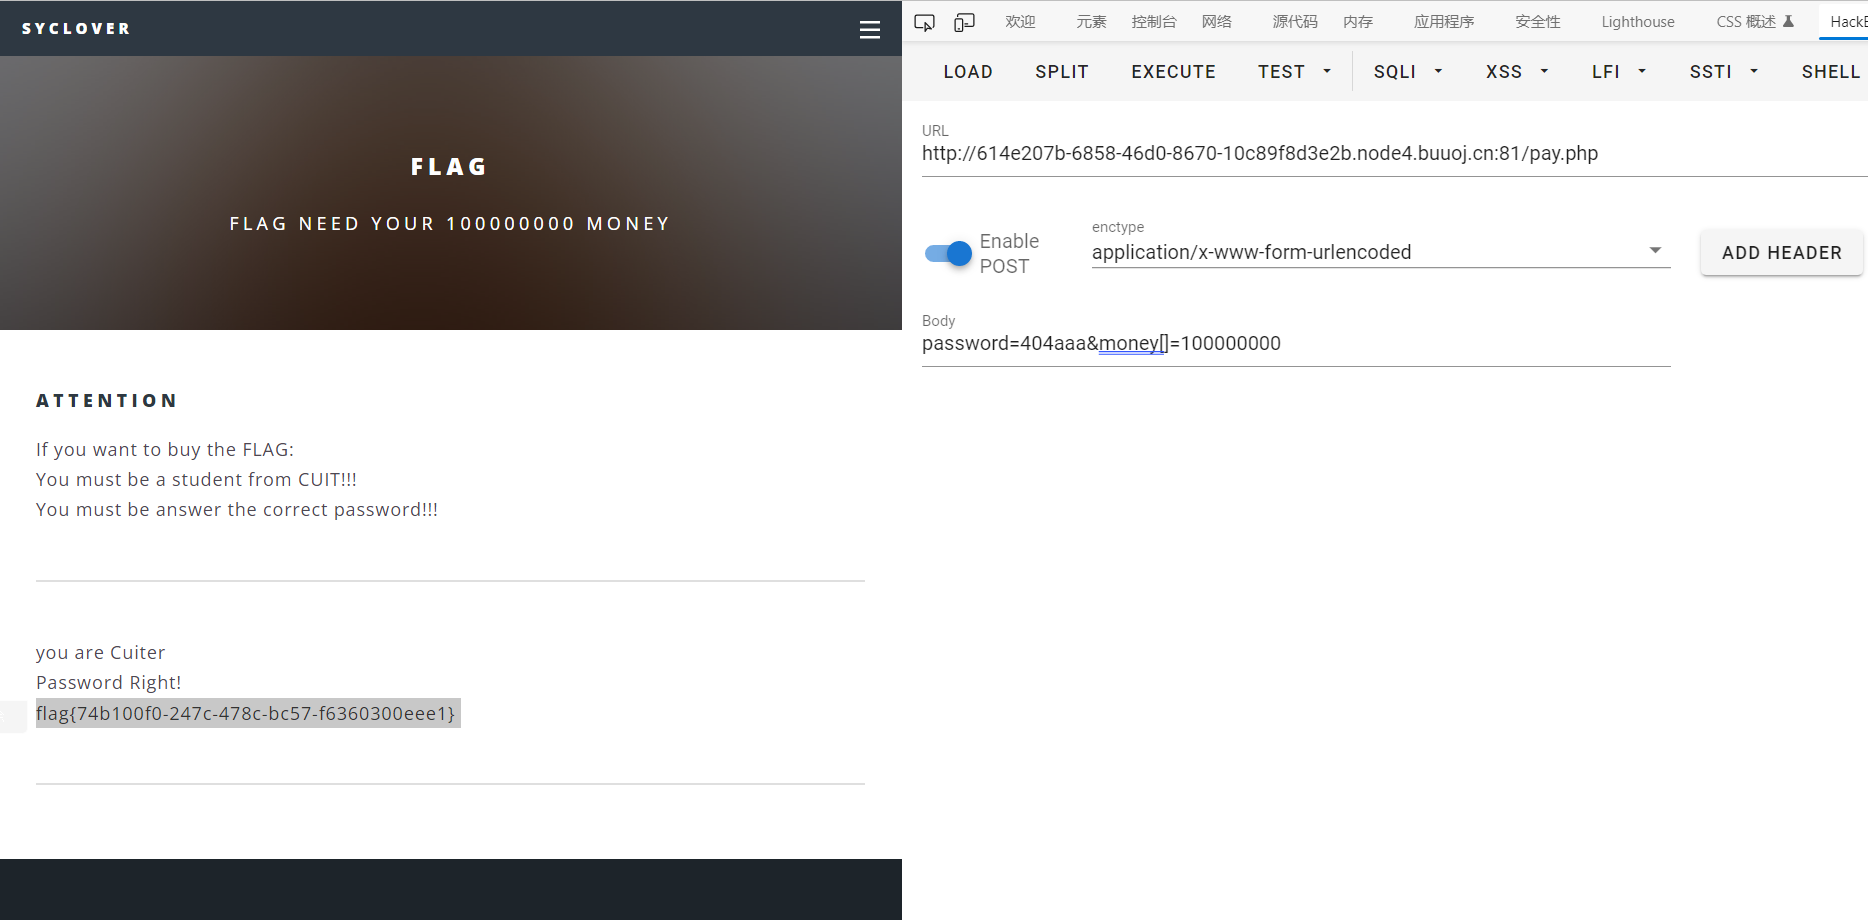 SYCLOVER
FLAG
FLAG NEED YOUR 100000000 MONEY
ATTENTION
If you want to buy the FLAG:
You must be a student from CUIT!!!
You must be answer the correct password!!!
you are Cuiter
Password Right!
flag{74b100f0-247c-478c-bc57-f6360300eee1}
欢迎 元素 控制台 网络 源代码 内存 应用程序 安全性 Lighthouse CSS 概述
LOAD SPLIT EXECUTE TEST SQLI XSS LFI SSTI SHELL
URL
http://614e207b-6858-46d0-8670-10c89f8d3e2b.node4.buuoj.cn:81/pay.php
Enable
POST
enctype
application/x-www-form-urlencoded
ADD HEADER
Body
password=404aaa&money[]=100000000